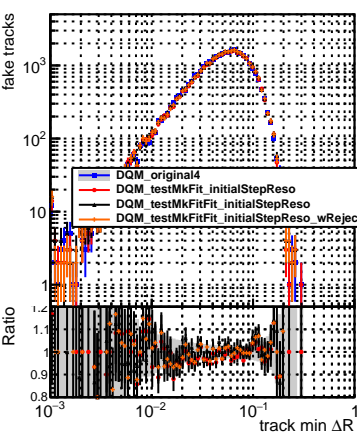 fake tracks
10³
10²
10
1
DQM_original4
DQM_testMkFit_initialStepReso
DQM_testMkFitFit_initialStepReso
DQM_testMkFitFit_initialStepReso_wRejec
Ratio
1.2
1.1
1
0.9
0.8
10⁻³ 10⁻² 10⁻¹ 1
track min ΔR